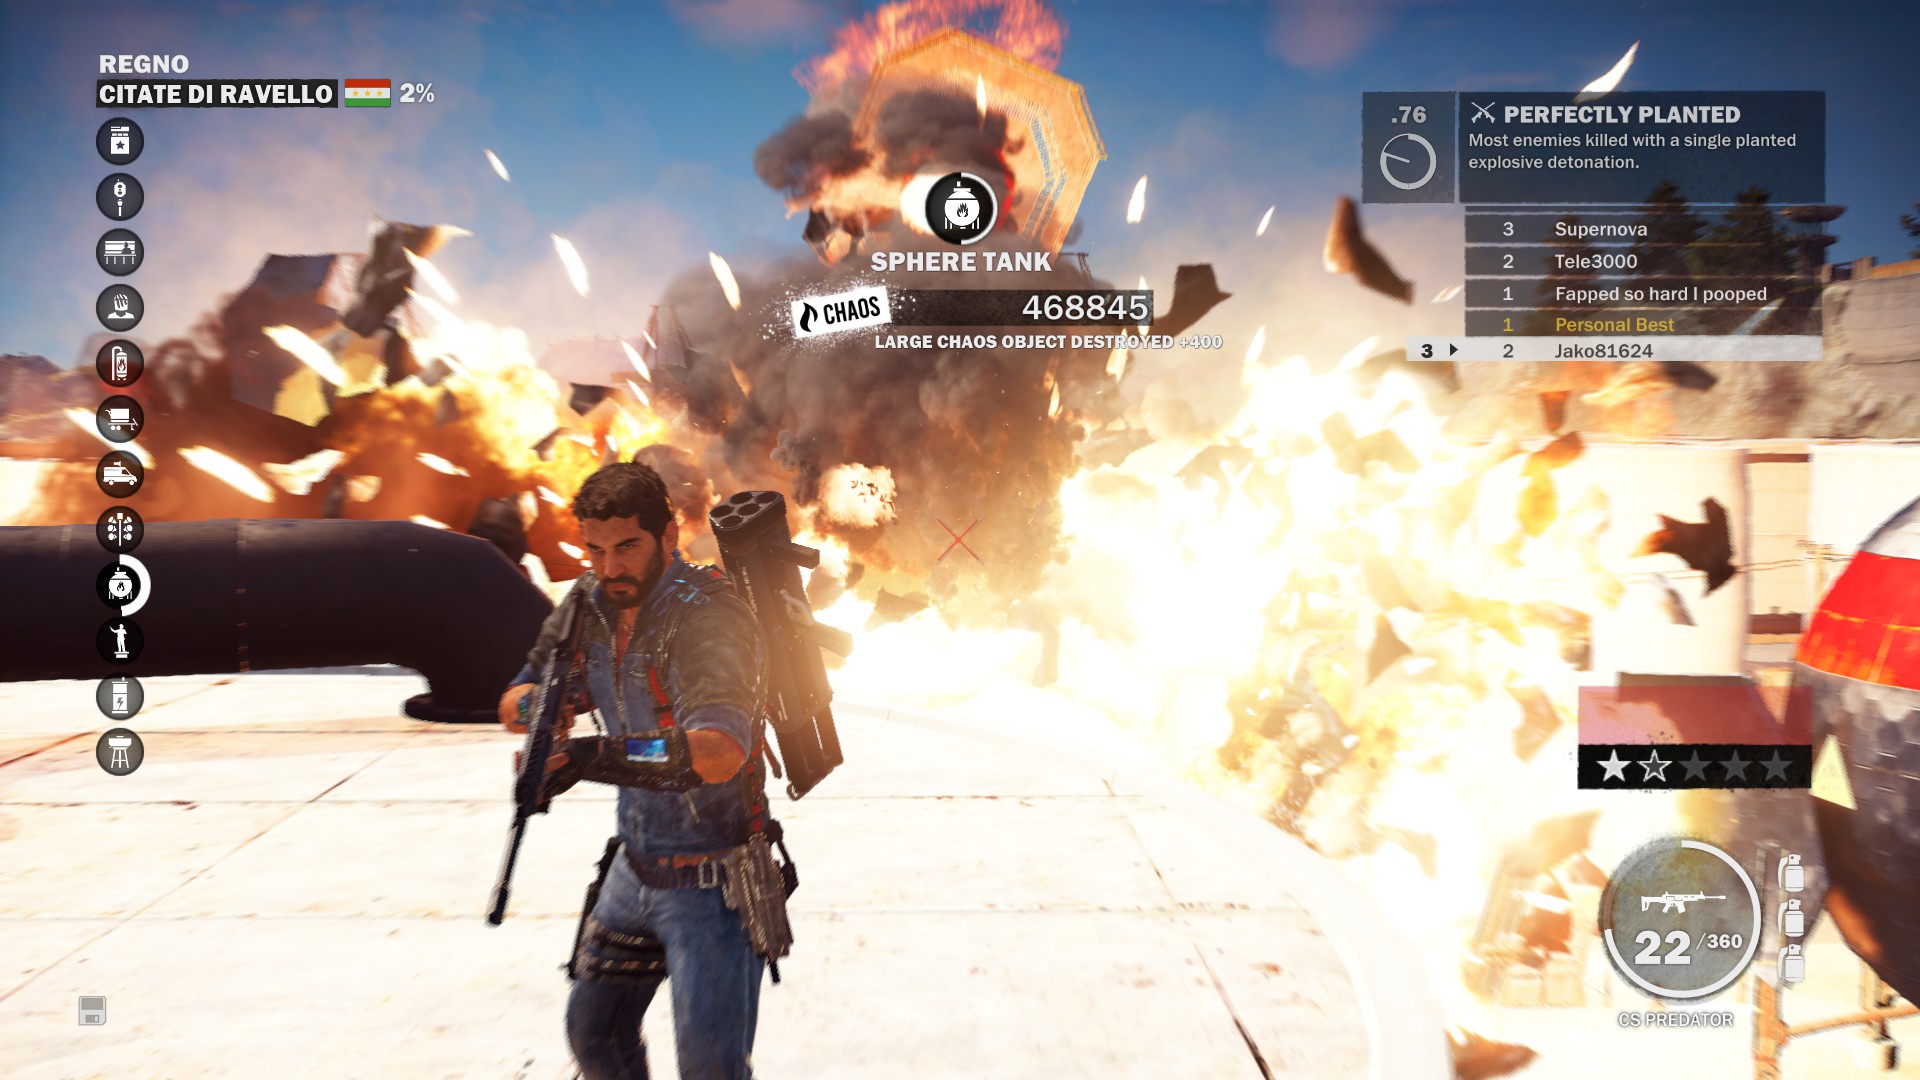 REGNO
CITATE DI RAVELLO 2%
.76
PERFECTLY PLANTED
Most enemies killed with a single planted
explosive detonation.
3 Supernova
2 Tele3000
1 Fapped so hard I pooped
1 Personal Best
3 2 Jako81624
SPHERE TANK
CHAOS 468845
LARGE CHAOS OBJECT DESTROYED +400
22/360
CS PREDATOR